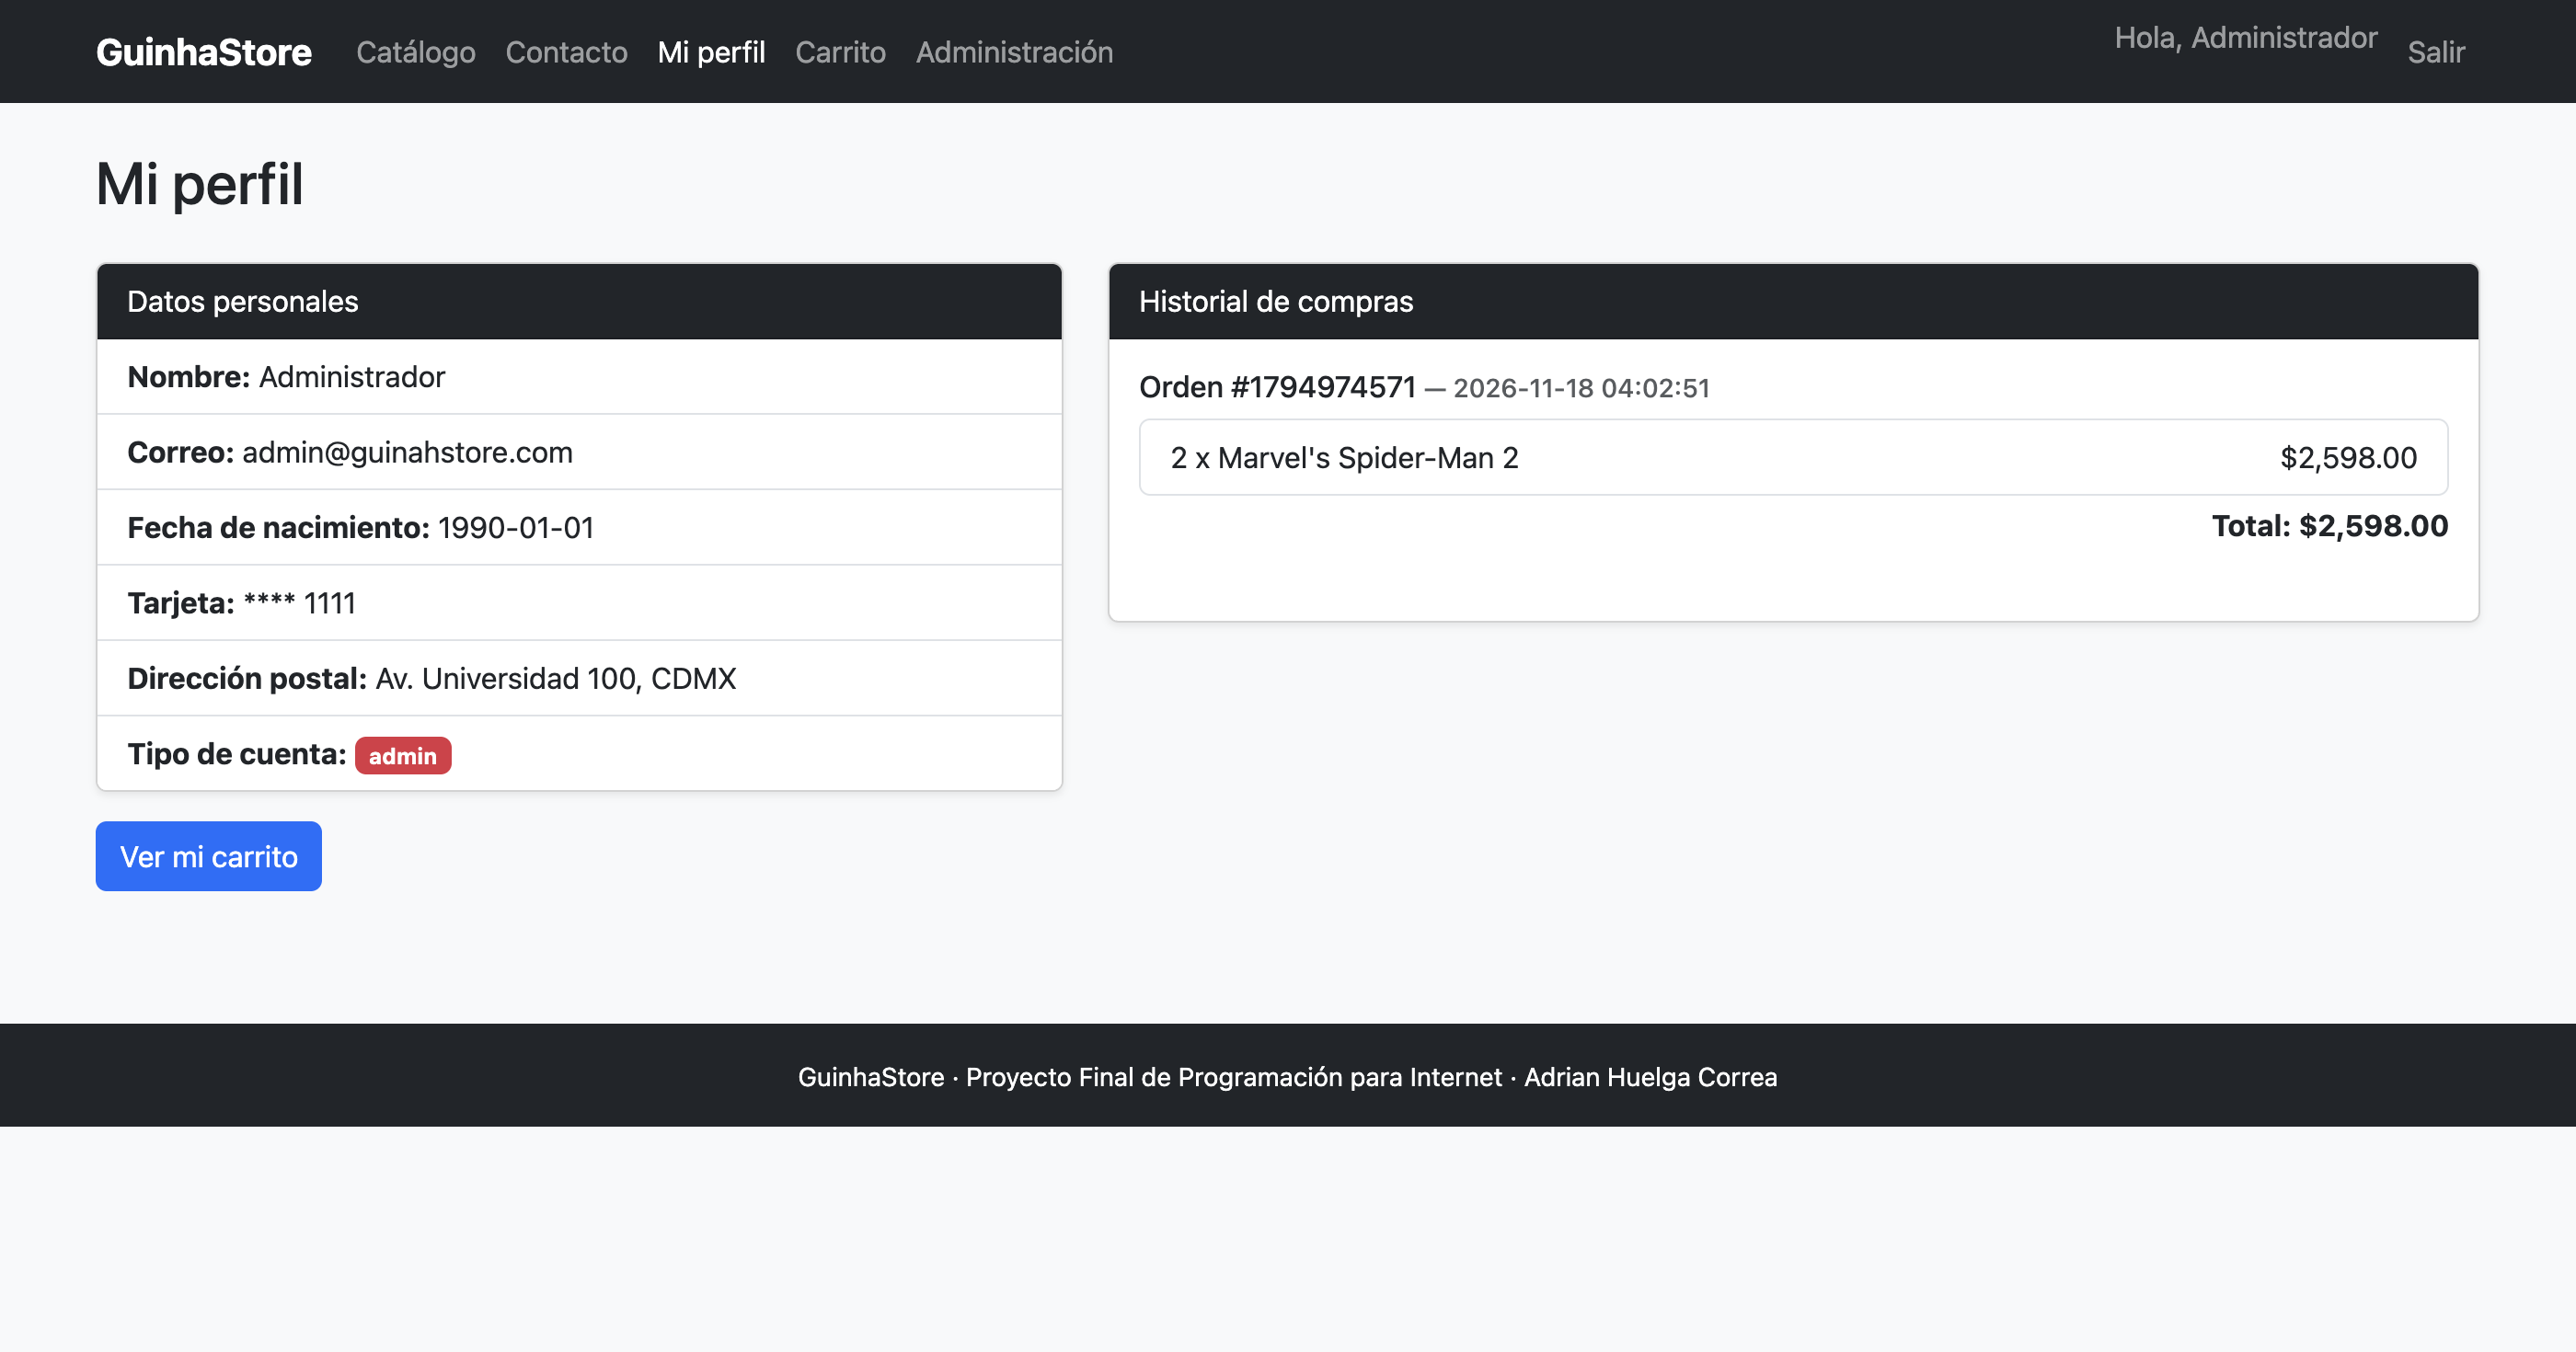 GuinhaStore Catálogo Contacto Mi perfil Carrito Administración Hola, Administrador Salir
Mi perfil
Datos personales
Nombre: Administrador
Correo: admin@guinahstore.com
Fecha de nacimiento: 1990-01-01
Tarjeta: **** 1111
Dirección postal: Av. Universidad 100, CDMX
Tipo de cuenta: admin
Ver mi carrito
Historial de compras
Orden #1794974571 — 2026-11-18 04:02:51
2 x Marvel's Spider-Man 2 $2,598.00
Total: $2,598.00
GuinhaStore · Proyecto Final de Programación para Internet · Adrian Huelga Correa